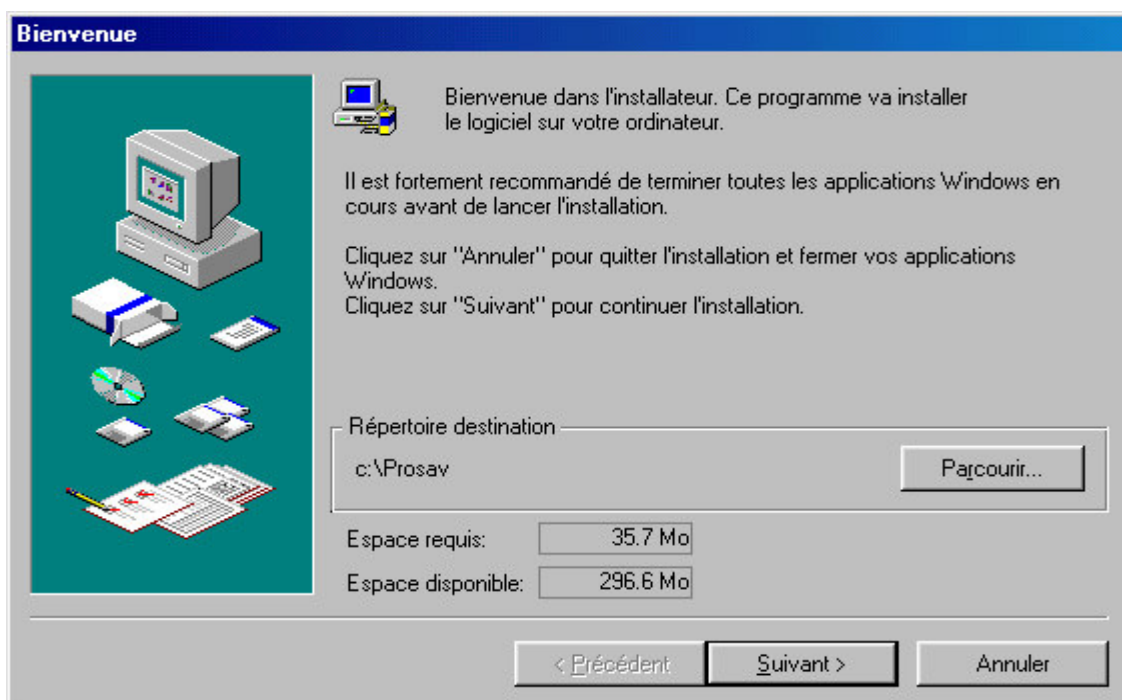 Bienvenue
Bienvenue dans l'installateur. Ce programme va installer
le logiciel sur votre ordinateur.
Il est fortement recommandé de terminer toutes les applications Windows en
cours avant de lancer l'installation.
Cliquez sur "Annuler" pour quitter l'installation et fermer vos applications
Windows.
Cliquez sur "Suivant" pour continuer l'installation.
Répertoire destination
c:\Prosav
Parcourir...
Espace requis: 35.7 Mo
Espace disponible: 296.6 Mo
< Précédent Suivant > Annuler